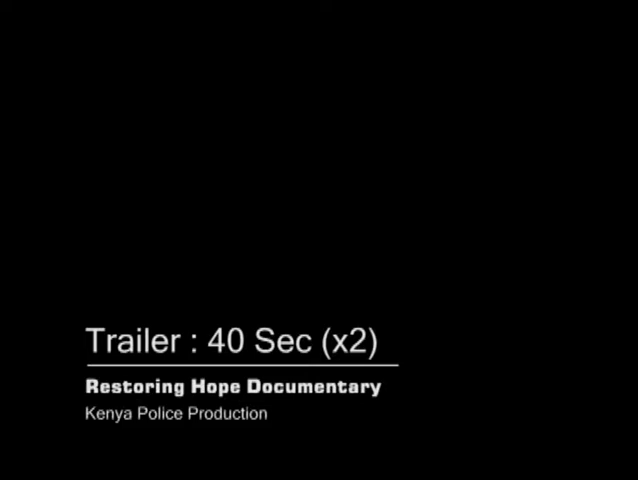 Trailer : 40 Sec (x2)
Restoring Hope Documentary
Kenya Police Production